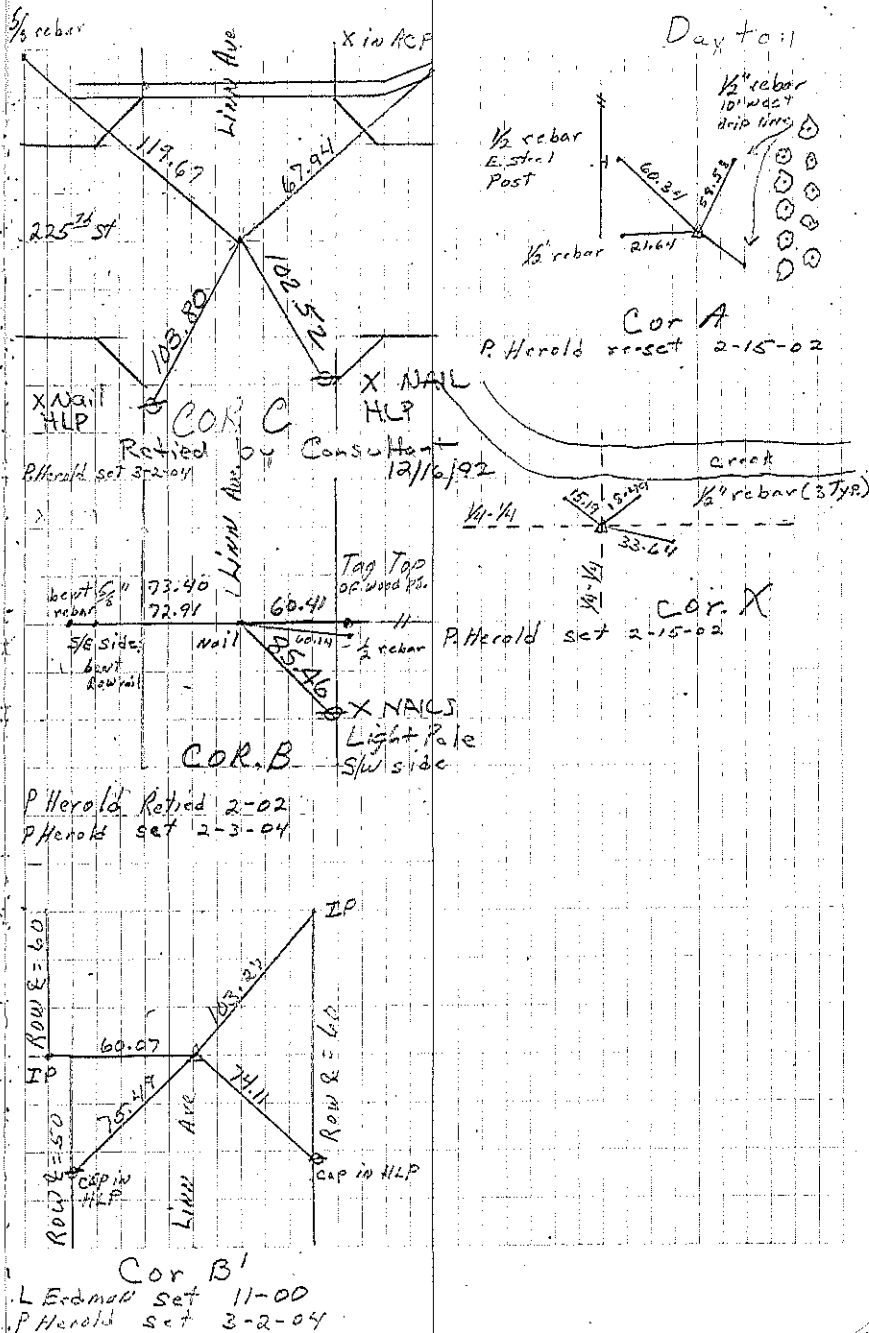 5/8 rebar
X in ACP
Linn Ave
119.67
67.94
225th St
103.80
102.52
X Nail
HLP
X NAIL
HLP
COR C
Retied by Consultant
12/16/92
P. Herold set 3-2-04
Linn Ave.
bent 5/8"
rebar
73.40
72.91
60.41
Tag Top
of wood
S/E side
bent
Nail
60.14
1/2 rebar
85.46
X NAILS
Light Pole
S/W side
COR. B
P Herold Retied 2-02
P Herold set 2-3-04
IP
ROW = 60
103.27
60.07
IP
75.49
74.11
ROW = 60
Linn Ave
ROW = 50
cap in
HLP
cap in HLP
Cor B'
L Erdman set 11-00
P Herold set 3-2-04
1/2" rebar
10' west
drip line
1/2 rebar
E. steel
Post
60.34
59.53
1/2" rebar
21.64
Cor A
P. Herold re-set 2-15-02
creek
1/2" rebar (3 Typ.)
15.19
1/4-1/4
33.64
1/4-1/4
Cor. X
P. Herold set 2-15-02